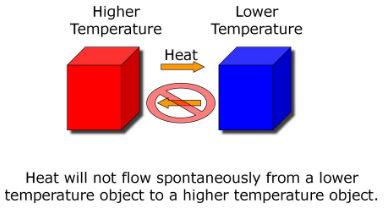 Higher
Temperature
Lower
Temperature
Heat
Heat will not flow spontaneously from a lower
temperature object to a higher temperature object.